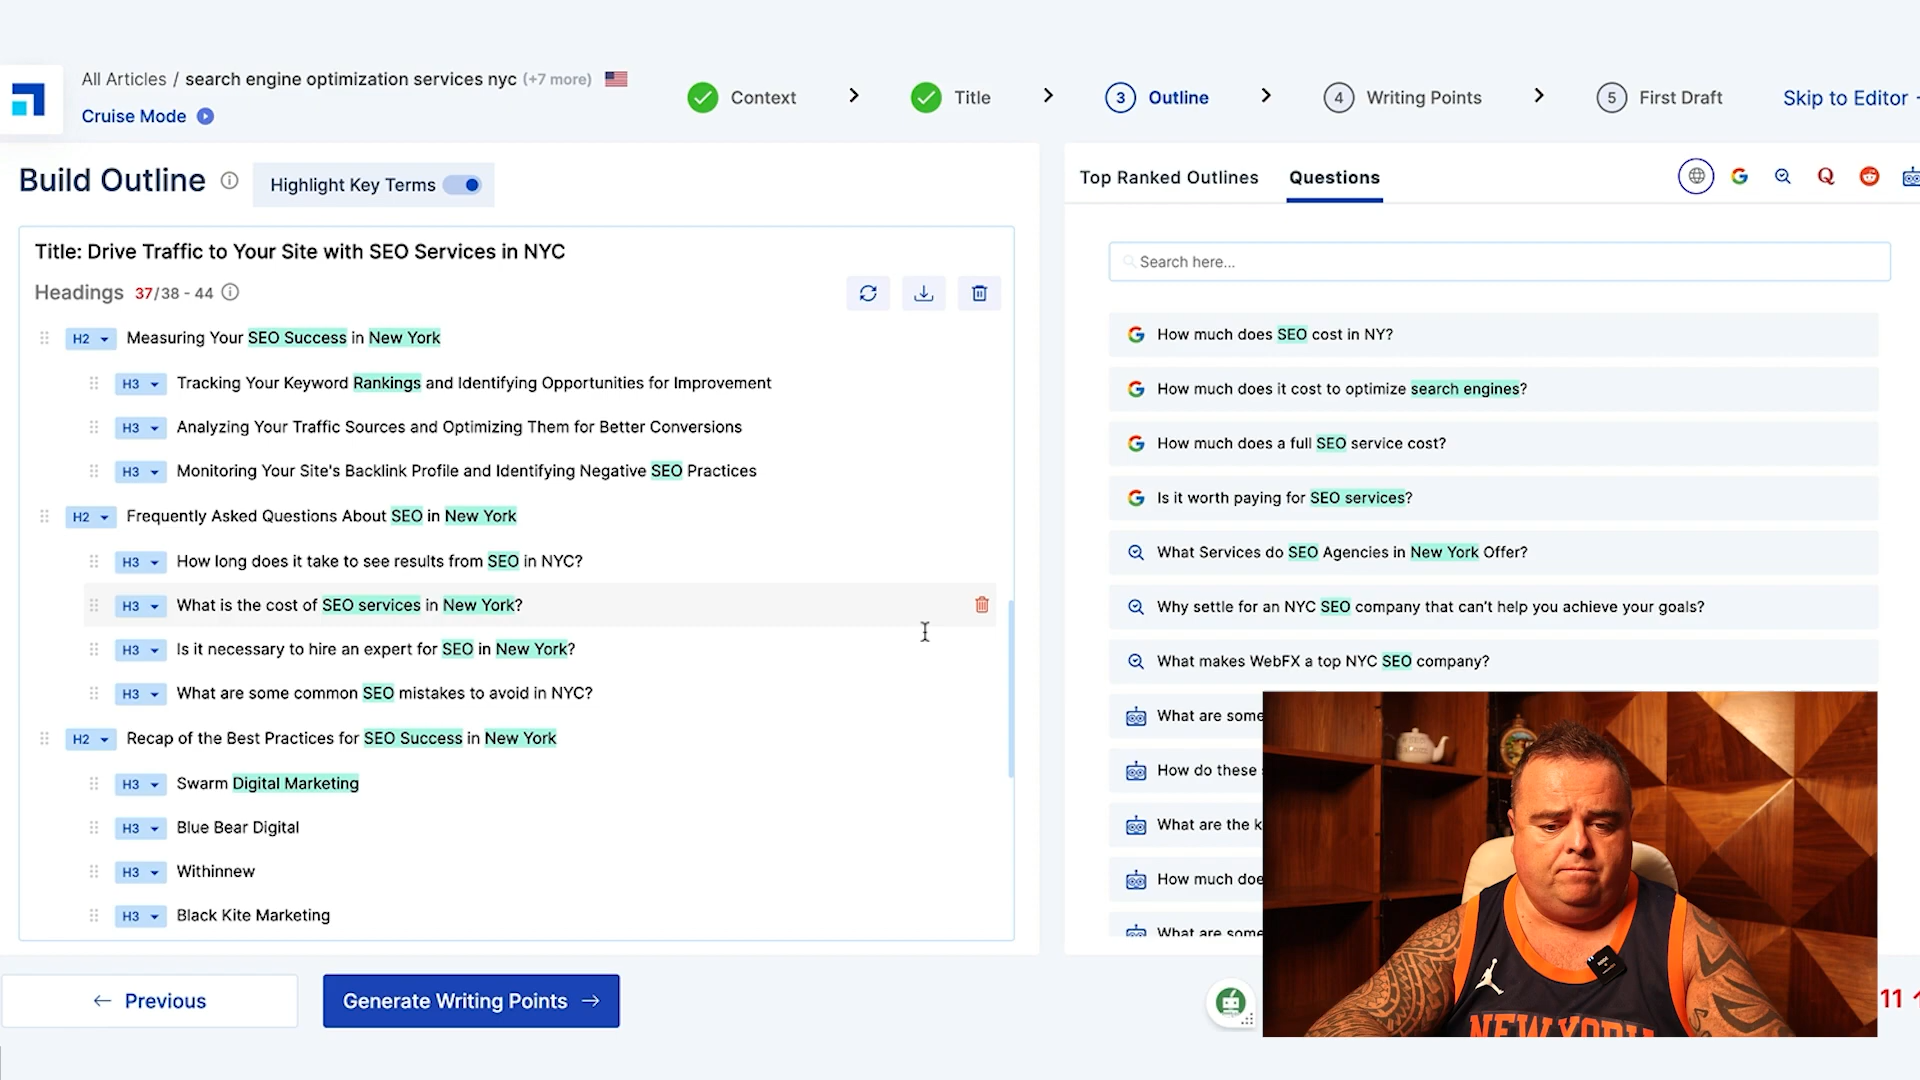 All Articles / search engine optimization services nyc (+7 more)
Cruise Mode
Context
Title
3 Outline
4 Writing Points
5 First Draft
Skip to Editor
Build Outline
Highlight Key Terms
Title: Drive Traffic to Your Site with SEO Services in NYC
Headings 37/38 - 44
H2 Measuring Your SEO Success in New York
H3 Tracking Your Keyword Rankings and Identifying Opportunities for Improvement
H3 Analyzing Your Traffic Sources and Optimizing Them for Better Conversions
H3 Monitoring Your Site's Backlink Profile and Identifying Negative SEO Practices
H2 Frequently Asked Questions About SEO in New York
H3 How long does it take to see results from SEO in NYC?
H3 What is the cost of SEO services in New York?
H3 Is it necessary to hire an expert for SEO in New York?
H3 What are some common SEO mistakes to avoid in NYC?
H2 Recap of the Best Practices for SEO Success in New York
H3 Swarm Digital Marketing
H3 Blue Bear Digital
H3 Withinnew
H3 Black Kite Marketing
Previous
Generate Writing Points
Top Ranked Outlines
Questions
Search here...
How much does SEO cost in NY?
How much does it cost to optimize search engines?
How much does a full SEO service cost?
Is it worth paying for SEO services?
What Services do SEO Agencies in New York Offer?
Why settle for an NYC SEO company that can't help you achieve your goals?
What makes WebFX a top NYC SEO company?
What are some
How do these
What are the k
How much doe
What are some
11
NEW YORK